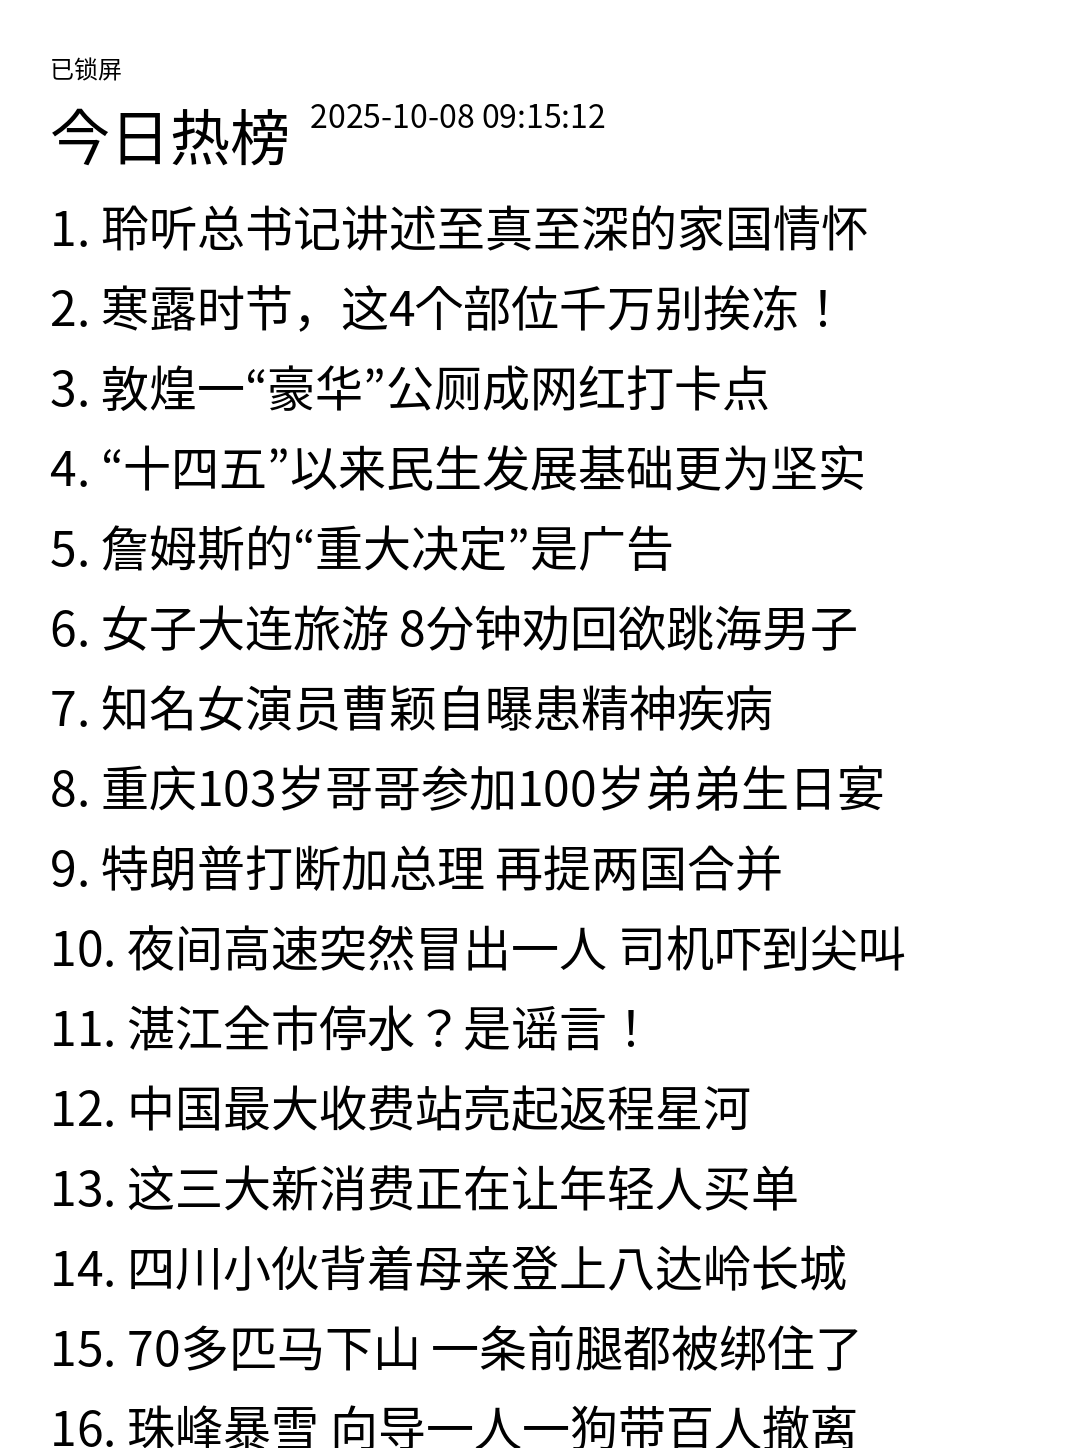 已锁屏
今日热榜 2025-10-08 09:15:12
1. 聆听总书记讲述至真至深的家国情怀
2. 寒露时节，这4个部位千万别挨冻！
3. 敦煌一“豪华”公厕成网红打卡点
4. “十四五”以来民生发展基础更为坚实
5. 詹姆斯的“重大决定”是广告
6. 女子大连旅游 8分钟劝回欲跳海男子
7. 知名女演员曹颖自曝患精神疾病
8. 重庆103岁哥哥参加100岁弟弟生日宴
9. 特朗普打断加总理 再提两国合并
10. 夜间高速突然冒出一人 司机吓到尖叫
11. 湛江全市停水？是谣言！
12. 中国最大收费站亮起返程星河
13. 这三大新消费正在让年轻人买单
14. 四川小伙背着母亲登上八达岭长城
15. 70多匹马下山 一条前腿都被绑住了
16. 珠峰暴雪 向导一人一狗带百人撤离